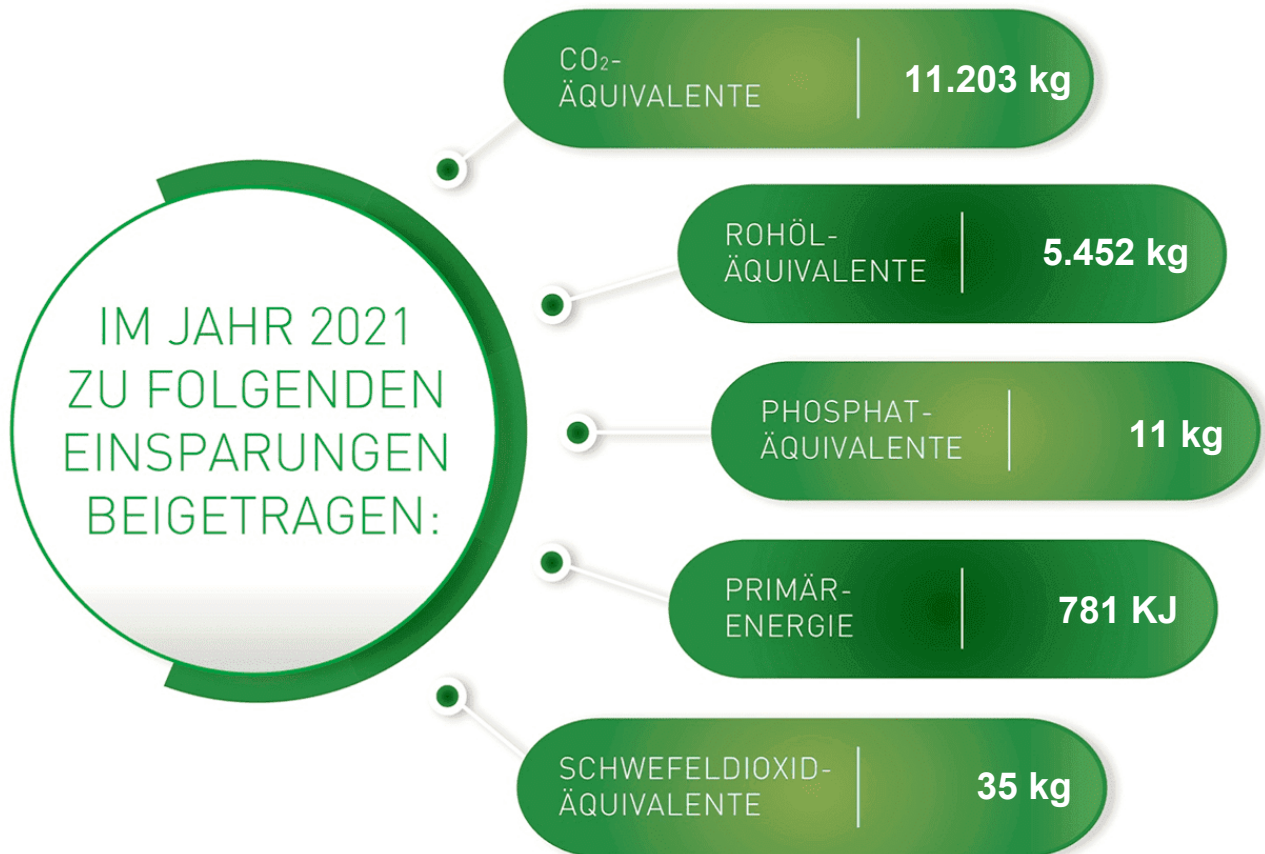 IM JAHR 2021
ZU FOLGENDEN
EINSPARUNGEN
BEIGETRAGEN:
CO₂-
ÄQUIVALENTE
11.203 kg
ROHÖL-
ÄQUIVALENTE
5.452 kg
PHOSPHAT-
ÄQUIVALENTE
11 kg
PRIMÄR-
ENERGIE
781 KJ
SCHWEFELDIOXID-
ÄQUIVALENTE
35 kg